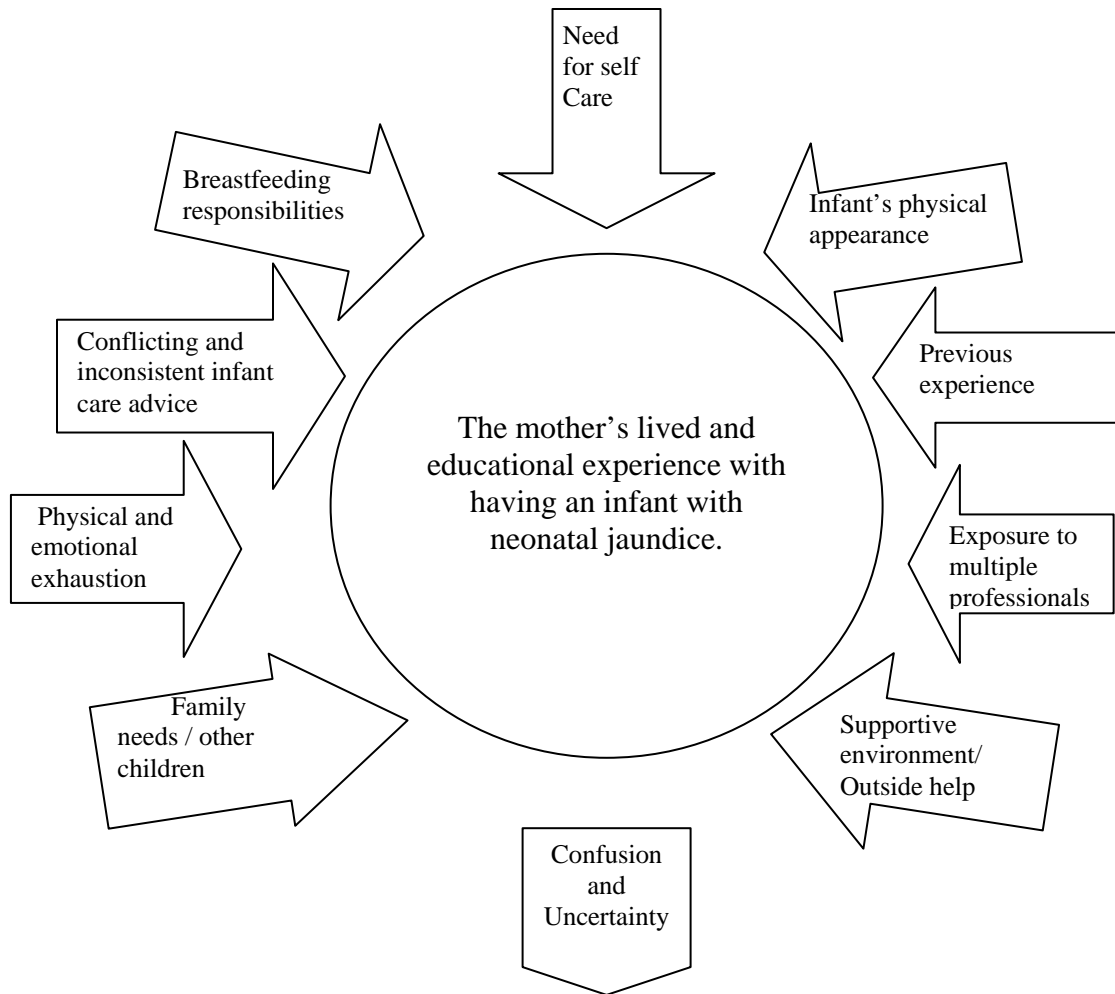 Need
for self
Care
Breastfeeding
responsibilities
Infant's physical
appearance
Conflicting and
inconsistent infant
care advice
Previous
experience
The mother's lived and
educational experience with
having an infant with
neonatal jaundice.
Physical and
emotional
exhaustion
Exposure to
multiple
professionals
Family
needs / other
children
Supportive
environment/
Outside help
Confusion
and
Uncertainty